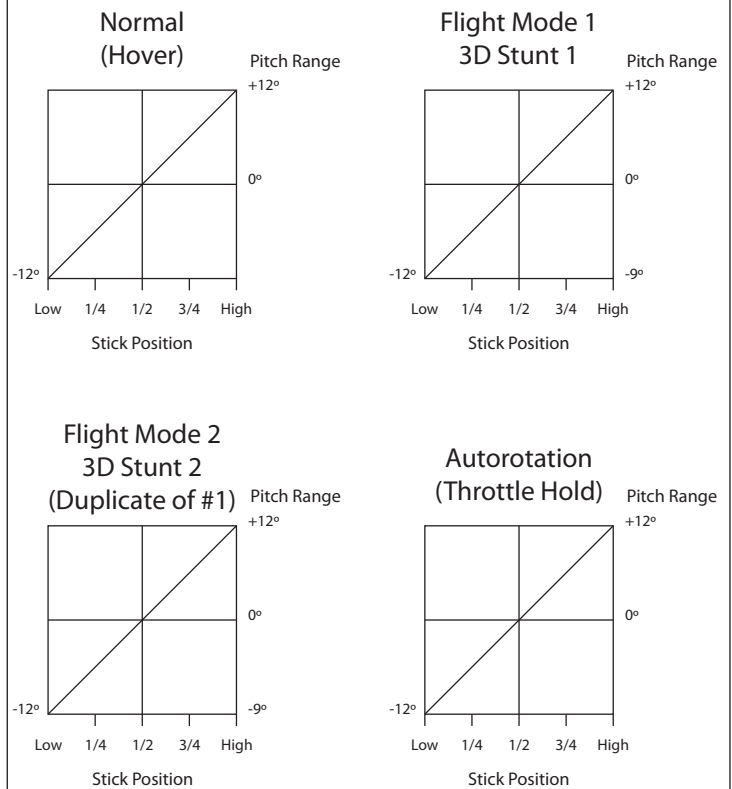 Normal
(Hover)
Pitch Range
+12º
0º
-12º
Low 1/4 1/2 3/4 High
Stick Position
Flight Mode 1
3D Stunt 1
Pitch Range
+12º
0º
-12º
-9º
Low 1/4 1/2 3/4 High
Stick Position
Flight Mode 2
3D Stunt 2
(Duplicate of #1)
Pitch Range
+12º
0º
-12º
-9º
Low 1/4 1/2 3/4 High
Stick Position
Autorotation
(Throttle Hold)
Pitch Range
+12º
0º
-12º
Low 1/4 1/2 3/4 High
Stick Position